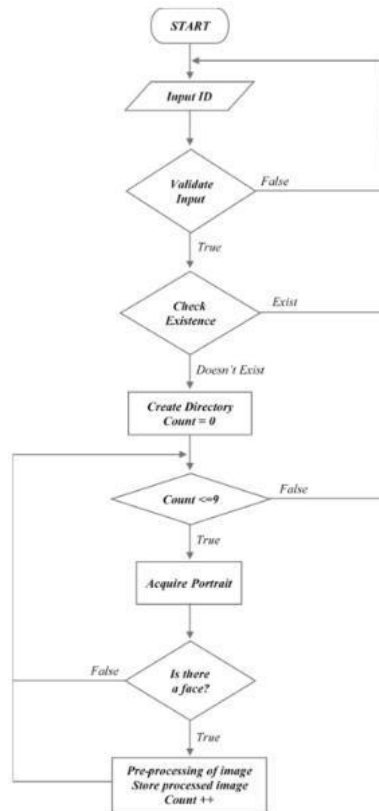 START
Input ID
Validate
Input
False
True
Check
Existence
Exist
Doesn't Exist
Create Directory
Count = 0
Count <=9
False
True
Acquire Portrait
Is there
a face?
False
True
Pre-processing of image
Store processed image
Count ++